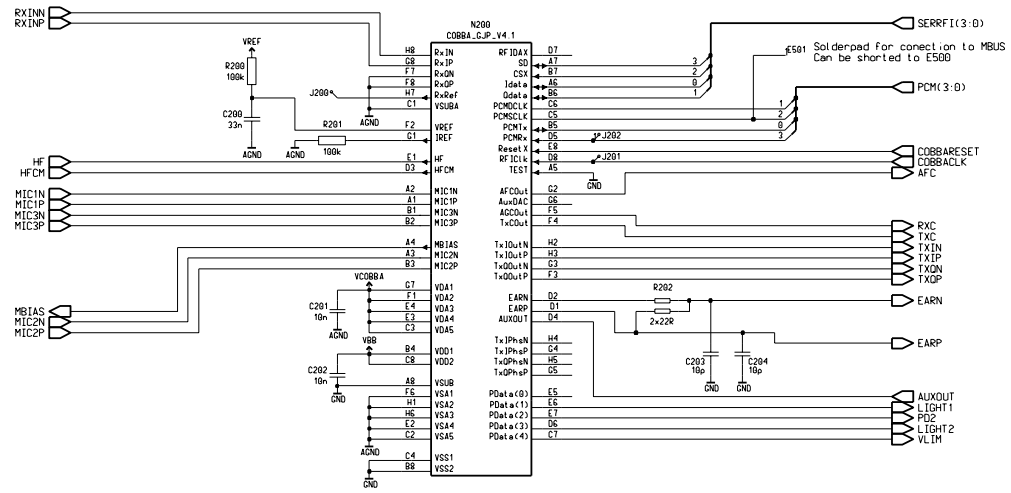 N200
COBBA_GJP_V4.1
RXINN
RXINP
VREF
R200
100k
C200
33n
AGND
J200
AGND
R201
100k
AGND
HF
HFCM
MIC1N
MIC1P
MIC3N
MIC3P
MBIAS
MIC2N
MIC2P
VCOBBA
C201
10n
AGND
VBB
C202
10n
GND
AGND
GND
H8 RxIN
G8 RxIP
F7 RxQN
F8 RxQP
H7 RxRef
C1 VSUBA
F2 VREF
G1 IREF
E1 HF
D3 HFCM
A2 MIC1N
A1 MIC1P
B1 MIC3N
B2 MIC3P
A4 MBIAS
A3 MIC2N
B3 MIC2P
G7 VDA1
F1 VDA2
E4 VDA3
E3 VDA4
C3 VDA5
B4 VDD1
C8 VDD2
A8 VSUB
F6 VSA1
H1 VSA2
H6 VSA3
E2 VSA4
C2 VSA5
C4 VSS1
B8 VSS2
RFIDAX D7
SD A7 3
CSX B7 2
Idata A6 0
Qdata B6 1
PCMDCLK C6 1
PCMSCLK C5 2
PCMTx B5 0
PCMRx D5 3
ResetX E8
RFIClk D8
TEST A5
AFCOut G2
AuxDAC G6
AGCOut F5
TxCOut F4
TxIOutN H2
TxIOutP H3
TxQOutN G3
TxQOutP F3
EARN D2
EARP D1
AUXOUT D4
TxIPhsN H4
TxIPhsP G4
TxQPhsN H5
TxQPhsP G5
PData(0) E5
PData(1) E6
PData(2) E7
PData(3) D6
PData(4) C7
J202
J201
GND
R202
2x22R
C203
10p
GND
C204
10p
GND
SERRFI(3:0)
E501 Solderpad for conection to MBUS
Can be shorted to E500
PCM(3:0)
COBBARESET
COBBACLK
AFC
RXC
TXC
TXIN
TXIP
TXQN
TXQP
EARN
EARP
AUXOUT
LIGHT1
PD2
LIGHT2
VLIM